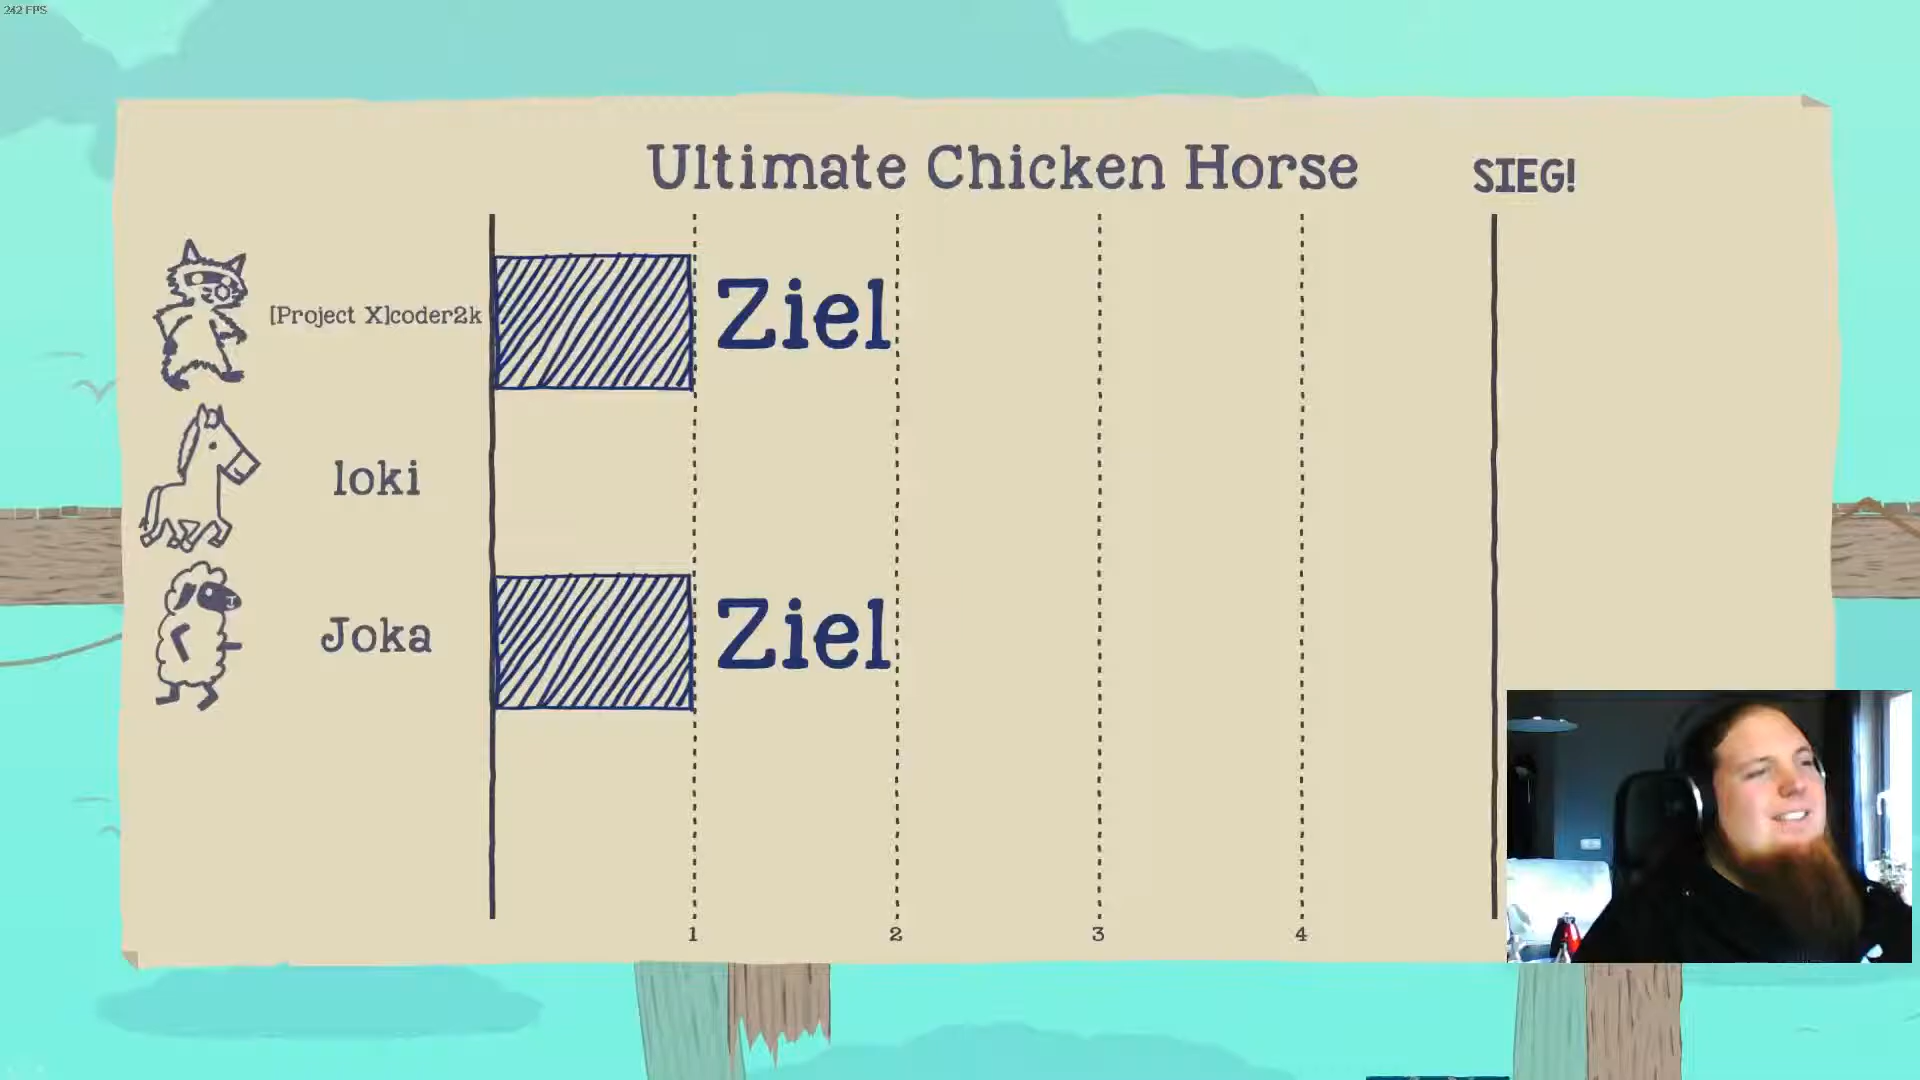 242 FPS
Ultimate Chicken Horse
SIEG!
[Project X]coder2k
Ziel
loki
Joka
Ziel
1 2 3 4